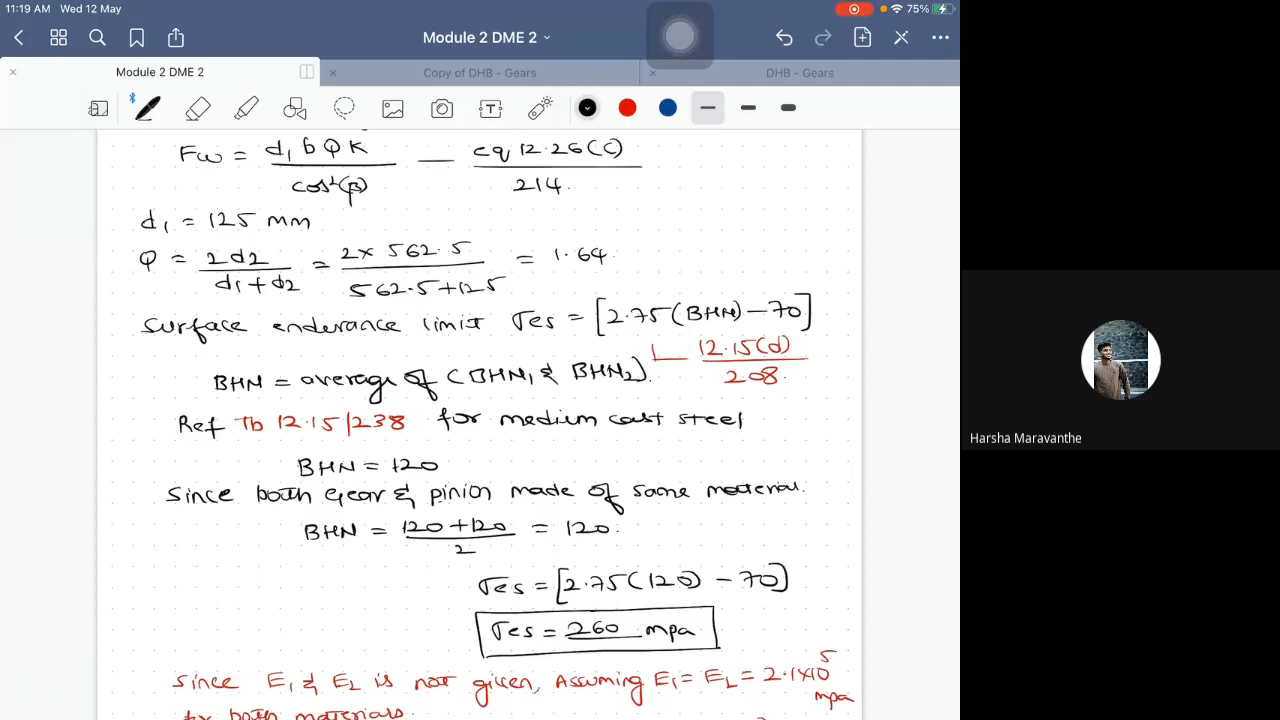 11:19 AM Wed 12 May
75%
Module 2 DME 2
Module 2 DME 2
Copy of DHB - Gears
DHB - Gears
Fω = d1 b Q K / cos²(β) — eq 12.26(c) / 214.
d1 = 125 mm
Q = 2d2 / d1+d2 = 2x 562.5 / 562.5+125 = 1.64
Surface endurance limit σes = [2.75(BHN) - 70]
12.15(d) / 208.
BHN = average of (BHN1 & BHN2).
Ref Tb 12.15/238 for medium cast steel
BHN = 120
Since both gear & pinion made of same material.
BHN = 120+120 / 2 = 120.
σes = [2.75(120) - 70]
σes = 260 mpa
Since E1 & E2 is not given, Assuming E1 = E2 = 2.1x10⁵ mpa
for both materials.
Harsha Maravanthe